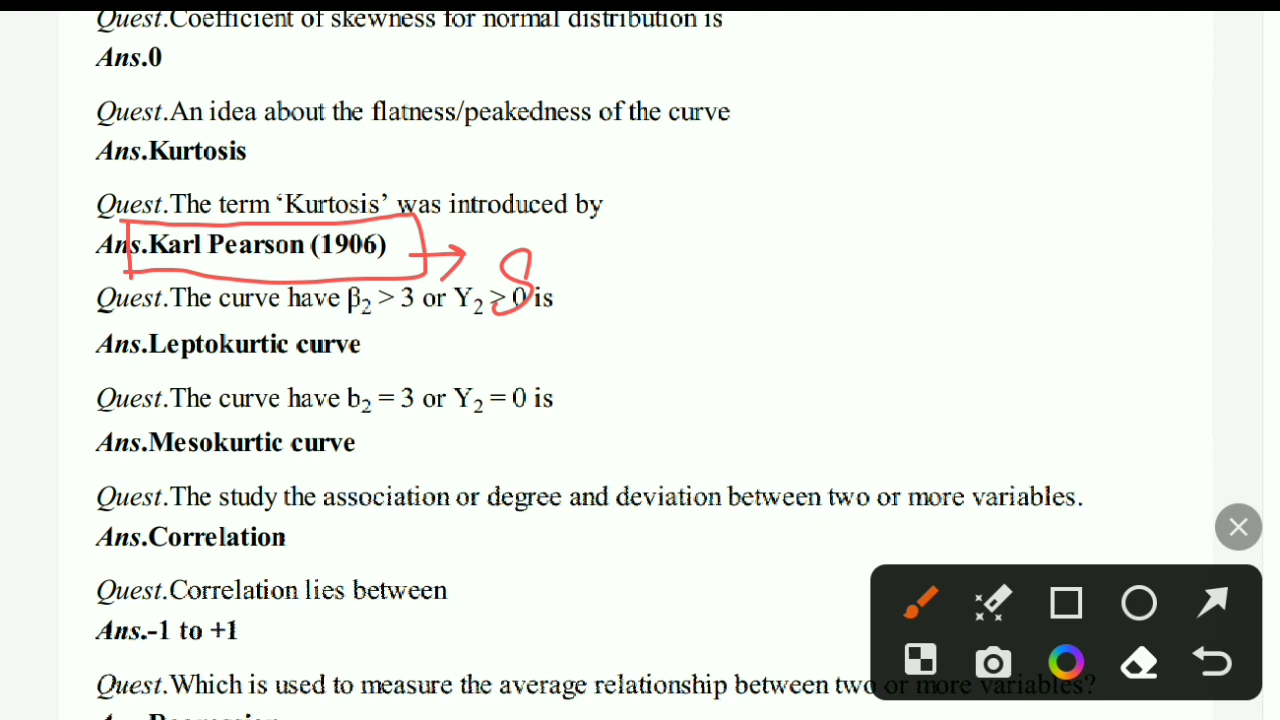 Quest.Coefficient of skewness for normal distribution is
Ans.0
Quest.An idea about the flatness/peakedness of the curve
Ans.Kurtosis
Quest.The term ‘Kurtosis’ was introduced by
Ans.Karl Pearson (1906)
Quest.The curve have β₂ > 3 or Y₂ > 0 is
Ans.Leptokurtic curve
Quest.The curve have b₂ = 3 or Y₂ = 0 is
Ans.Mesokurtic curve
Quest.The study the association or degree and deviation between two or more variables.
Ans.Correlation
Quest.Correlation lies between
Ans.-1 to +1
Quest.Which is used to measure the average relationship between two or more variables?
Ans.Regression